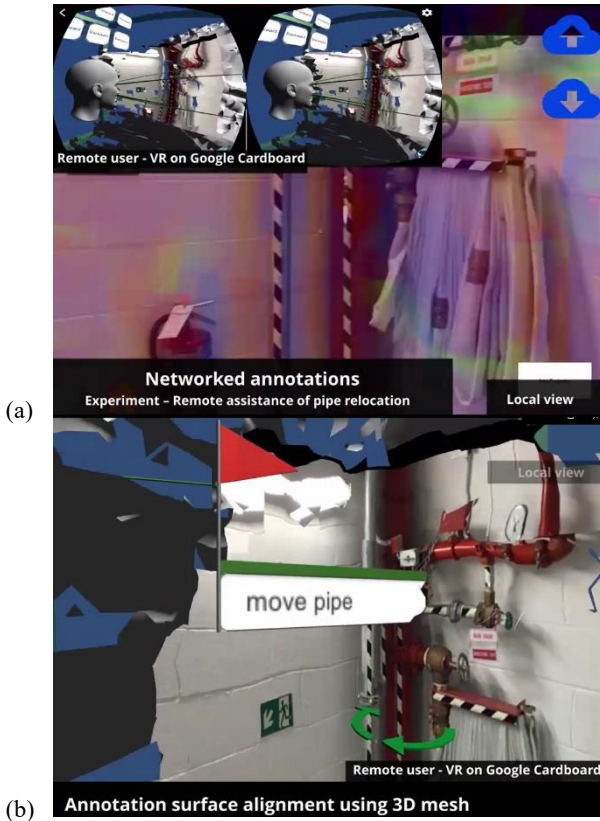 Remote user - VR on Google Cardboard
Networked annotations
Experiment – Remote assistance of pipe relocation
Local view
(a)
Local view
move pipe
Remote user - VR on Google Cardboard
(b)
Annotation surface alignment using 3D mesh